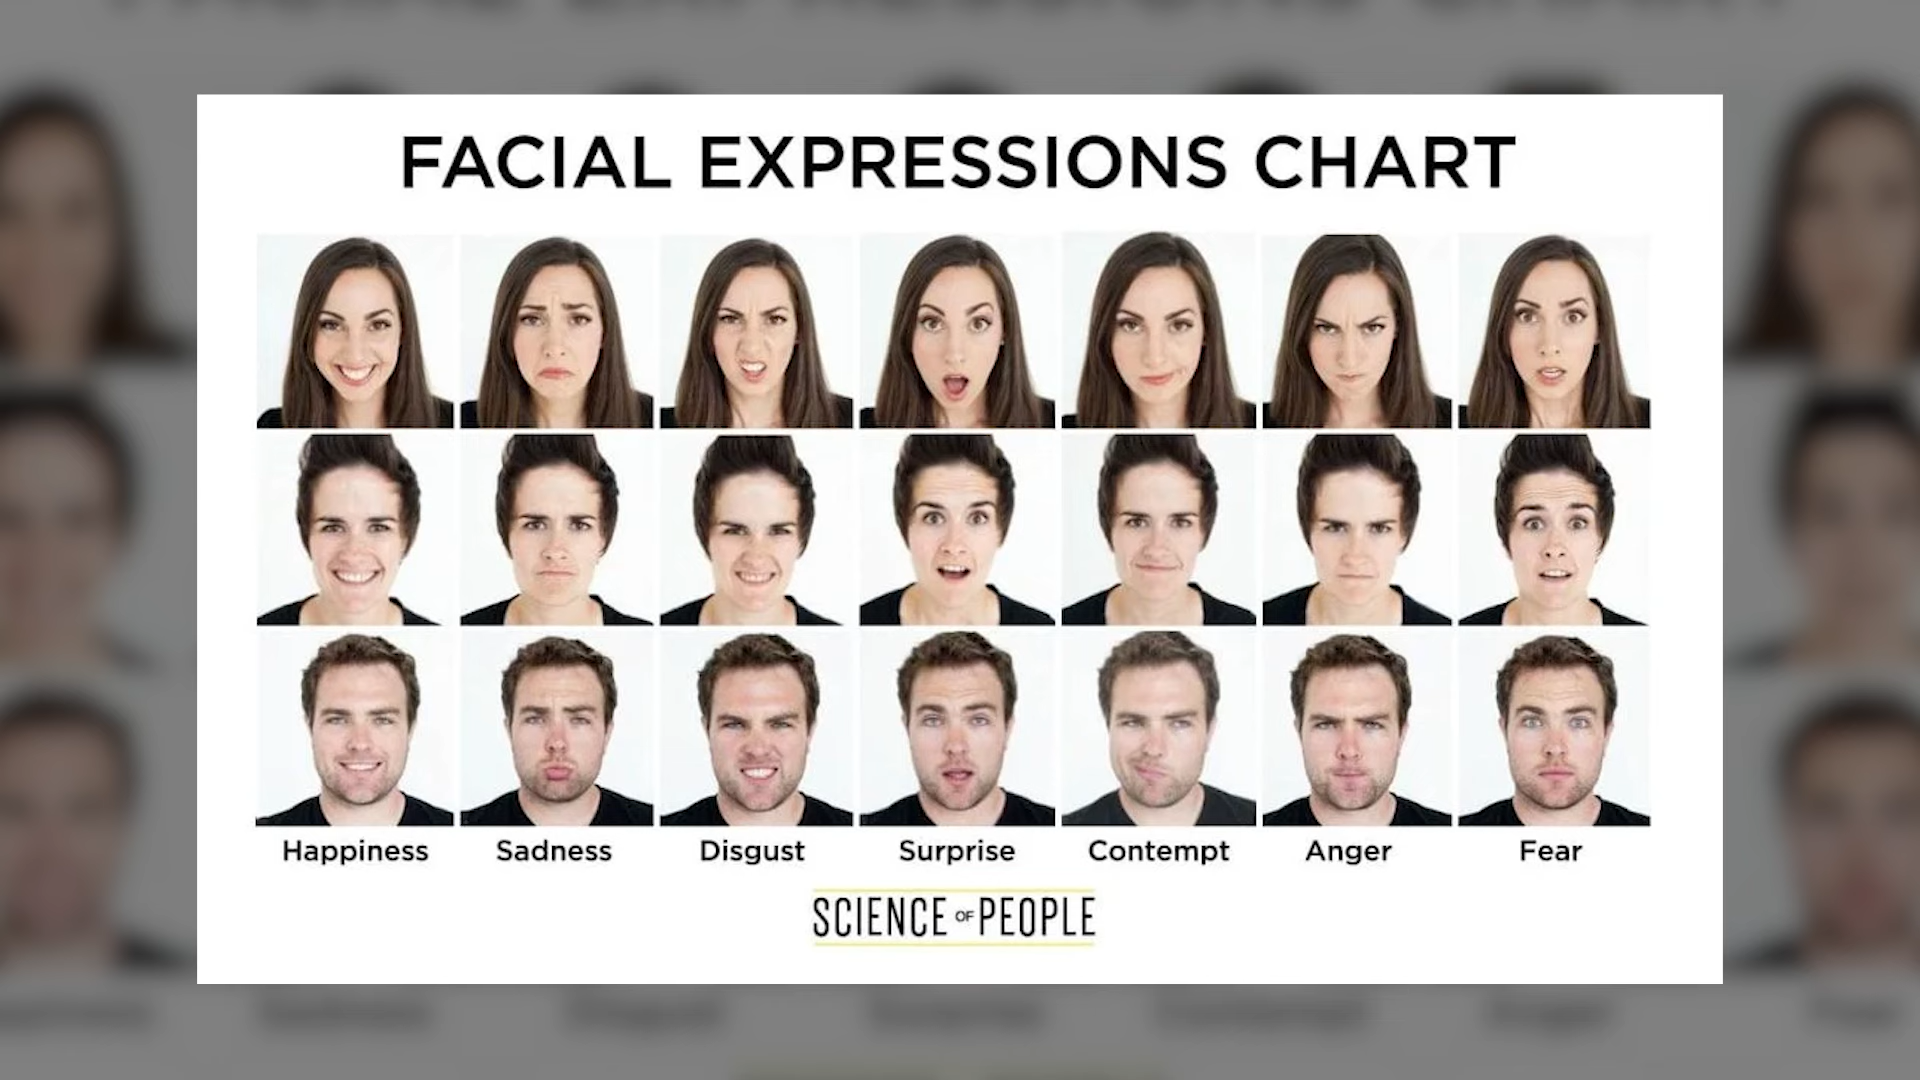 FACIAL EXPRESSIONS CHART
Happiness Sadness Disgust Surprise Contempt Anger Fear
SCIENCE OF PEOPLE